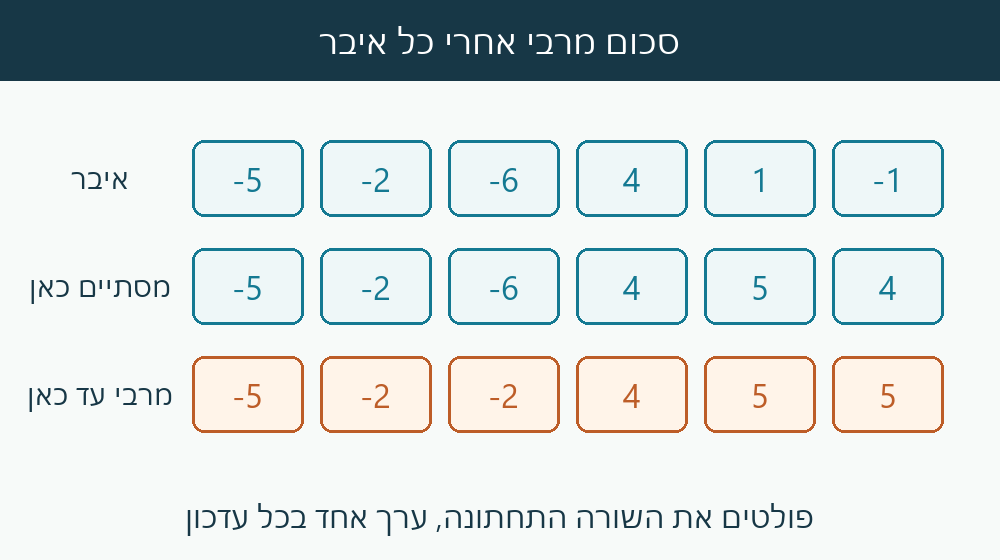 סכום מרבי אחרי כל איבר
איבר -5 -2 -6 4 1 -1
מסתיים כאן -5 -2 -6 4 5 4
מרבי עד כאן -5 -2 -2 4 5 5
פולטים את השורה התחתונה, ערך אחד בכל עדכון